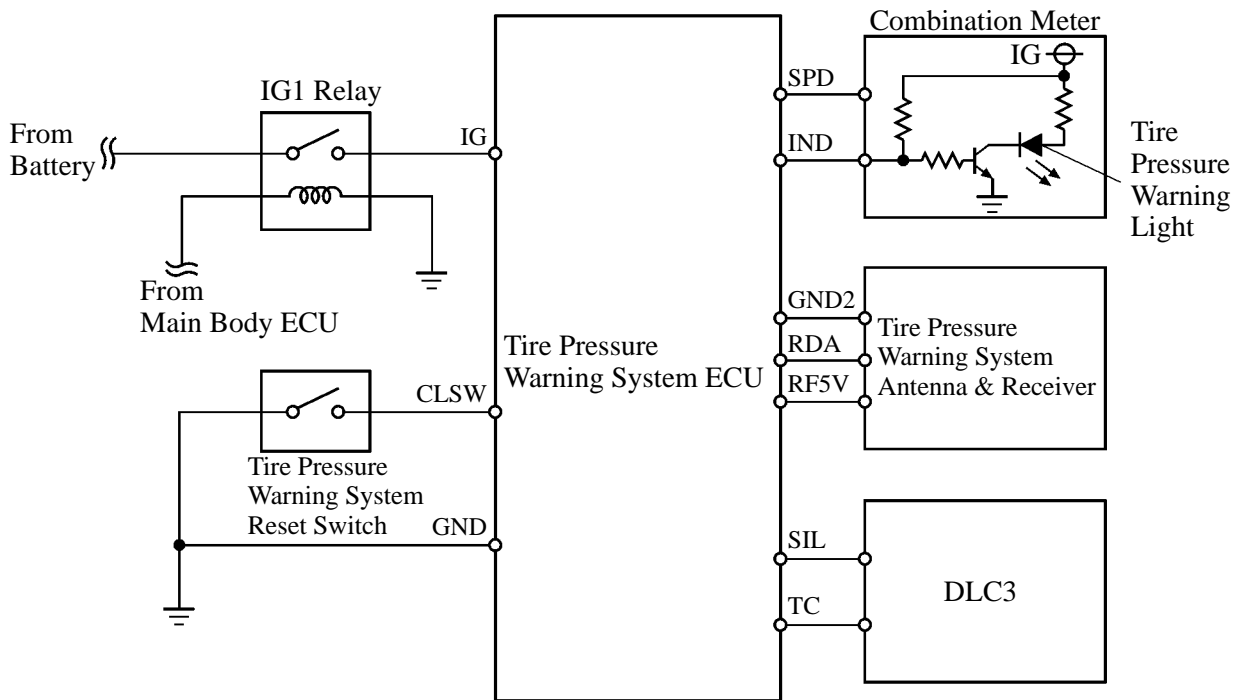 Combination Meter
IG
IG1 Relay
SPD
From
Battery
IG
IND
Tire
Pressure
Warning
Light
From
Main Body ECU
GND2
RDA
RF5V
Tire Pressure
Warning System
Antenna & Receiver
Tire Pressure
Warning System ECU
CLSW
Tire Pressure
Warning System
Reset Switch
GND
SIL
TC
DLC3